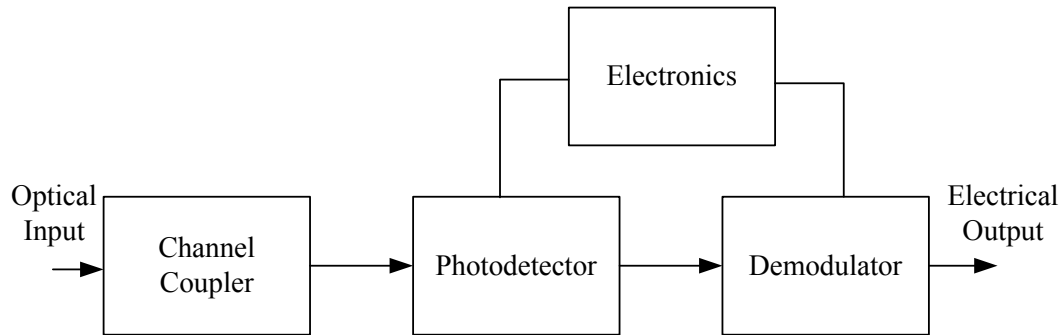 Electronics
Optical
Input
Channel
Coupler
Photodetector
Demodulator
Electrical
Output